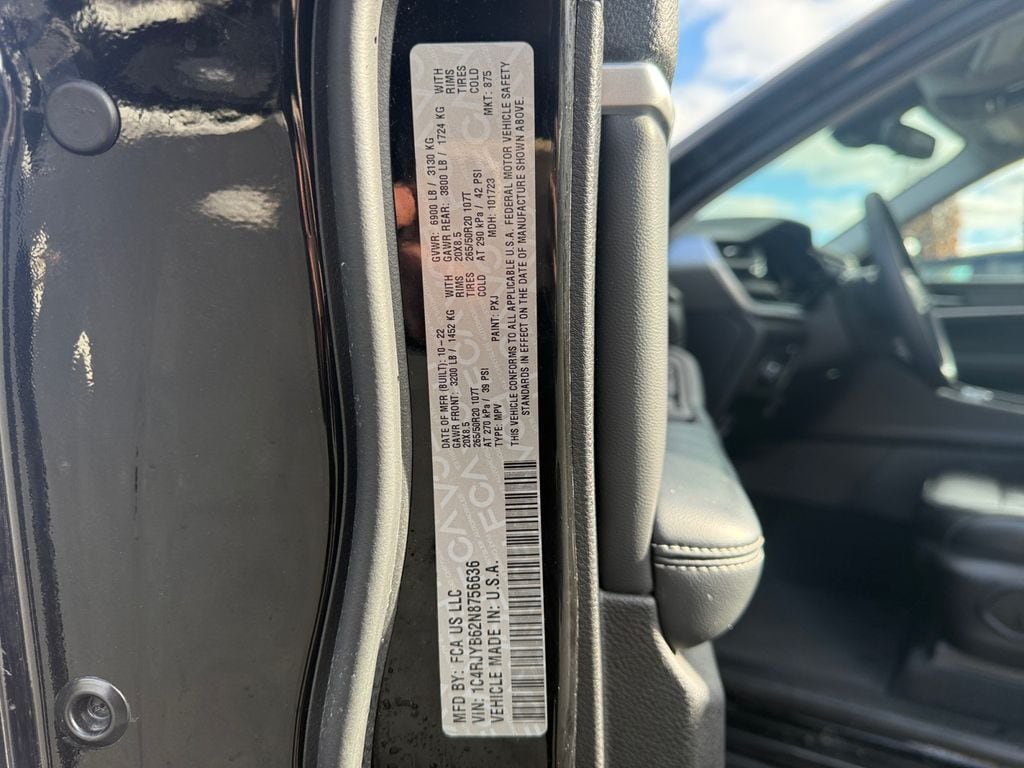 MFD BY: FCA US LLC
VIN: 1C4RJYB62N8756636
VEHICLE MADE IN: U.S.A.
DATE OF MFR (BUILT): 10-22 GVWR: 6900 LB / 3130 KG
GAWR FRONT: 3200 LB / 1452 KG WITH GAWR REAR: 3800 LB / 1724 KG WITH
20X8.5 RIMS 20X8.5 RIMS
265/50R20 107T TIRES 265/50R20 107T TIRES
AT 270 kPa / 39 PSI COLD AT 290 kPa / 42 PSI COLD
TYPE: MPV PAINT: PXJ MDH: 101723 MKT: 875
THIS VEHICLE CONFORMS TO ALL APPLICABLE U.S.A. FEDERAL MOTOR VEHICLE SAFETY
STANDARDS IN EFFECT ON THE DATE OF MANUFACTURE SHOWN ABOVE.